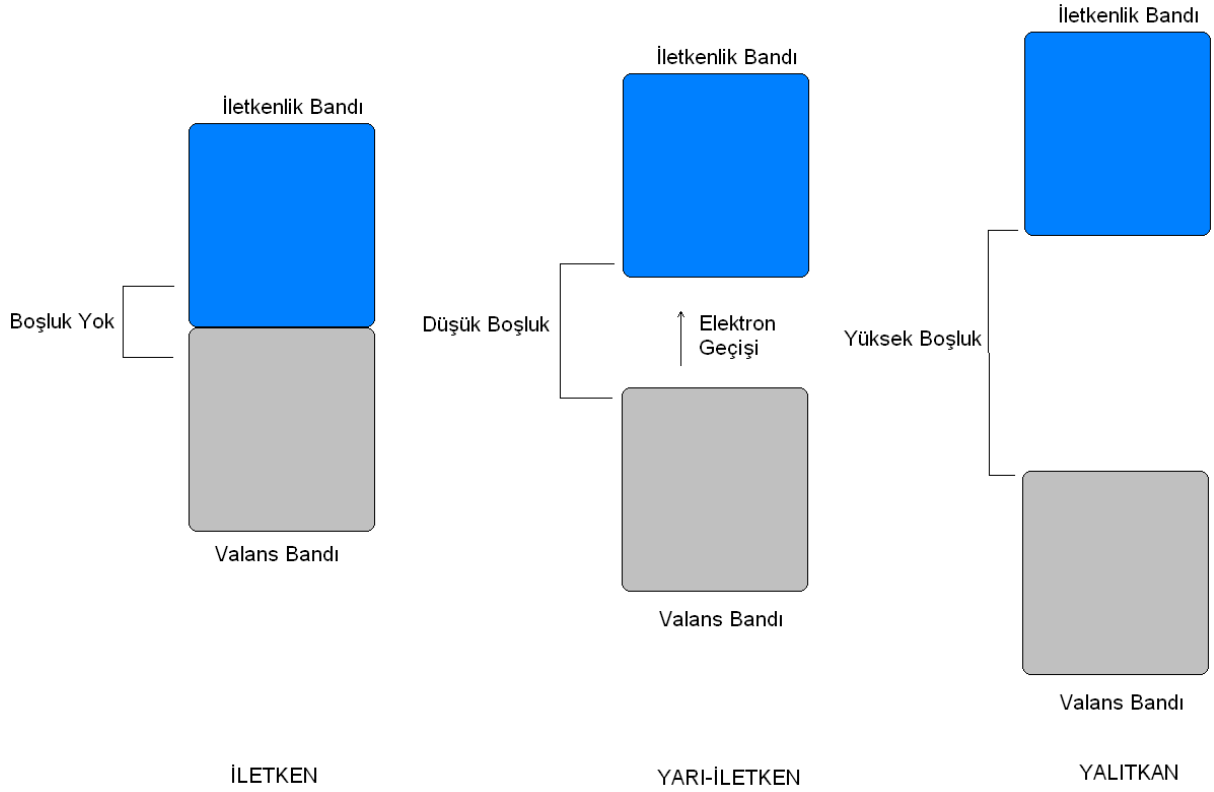 İletkenlik Bandı
Boşluk Yok
Valans Bandı
İLETKEN
İletkenlik Bandı
Düşük Boşluk
Elektron
Geçişi
Valans Bandı
YARI-İLETKEN
İletkenlik Bandı
Yüksek Boşluk
Valans Bandı
YALITKAN